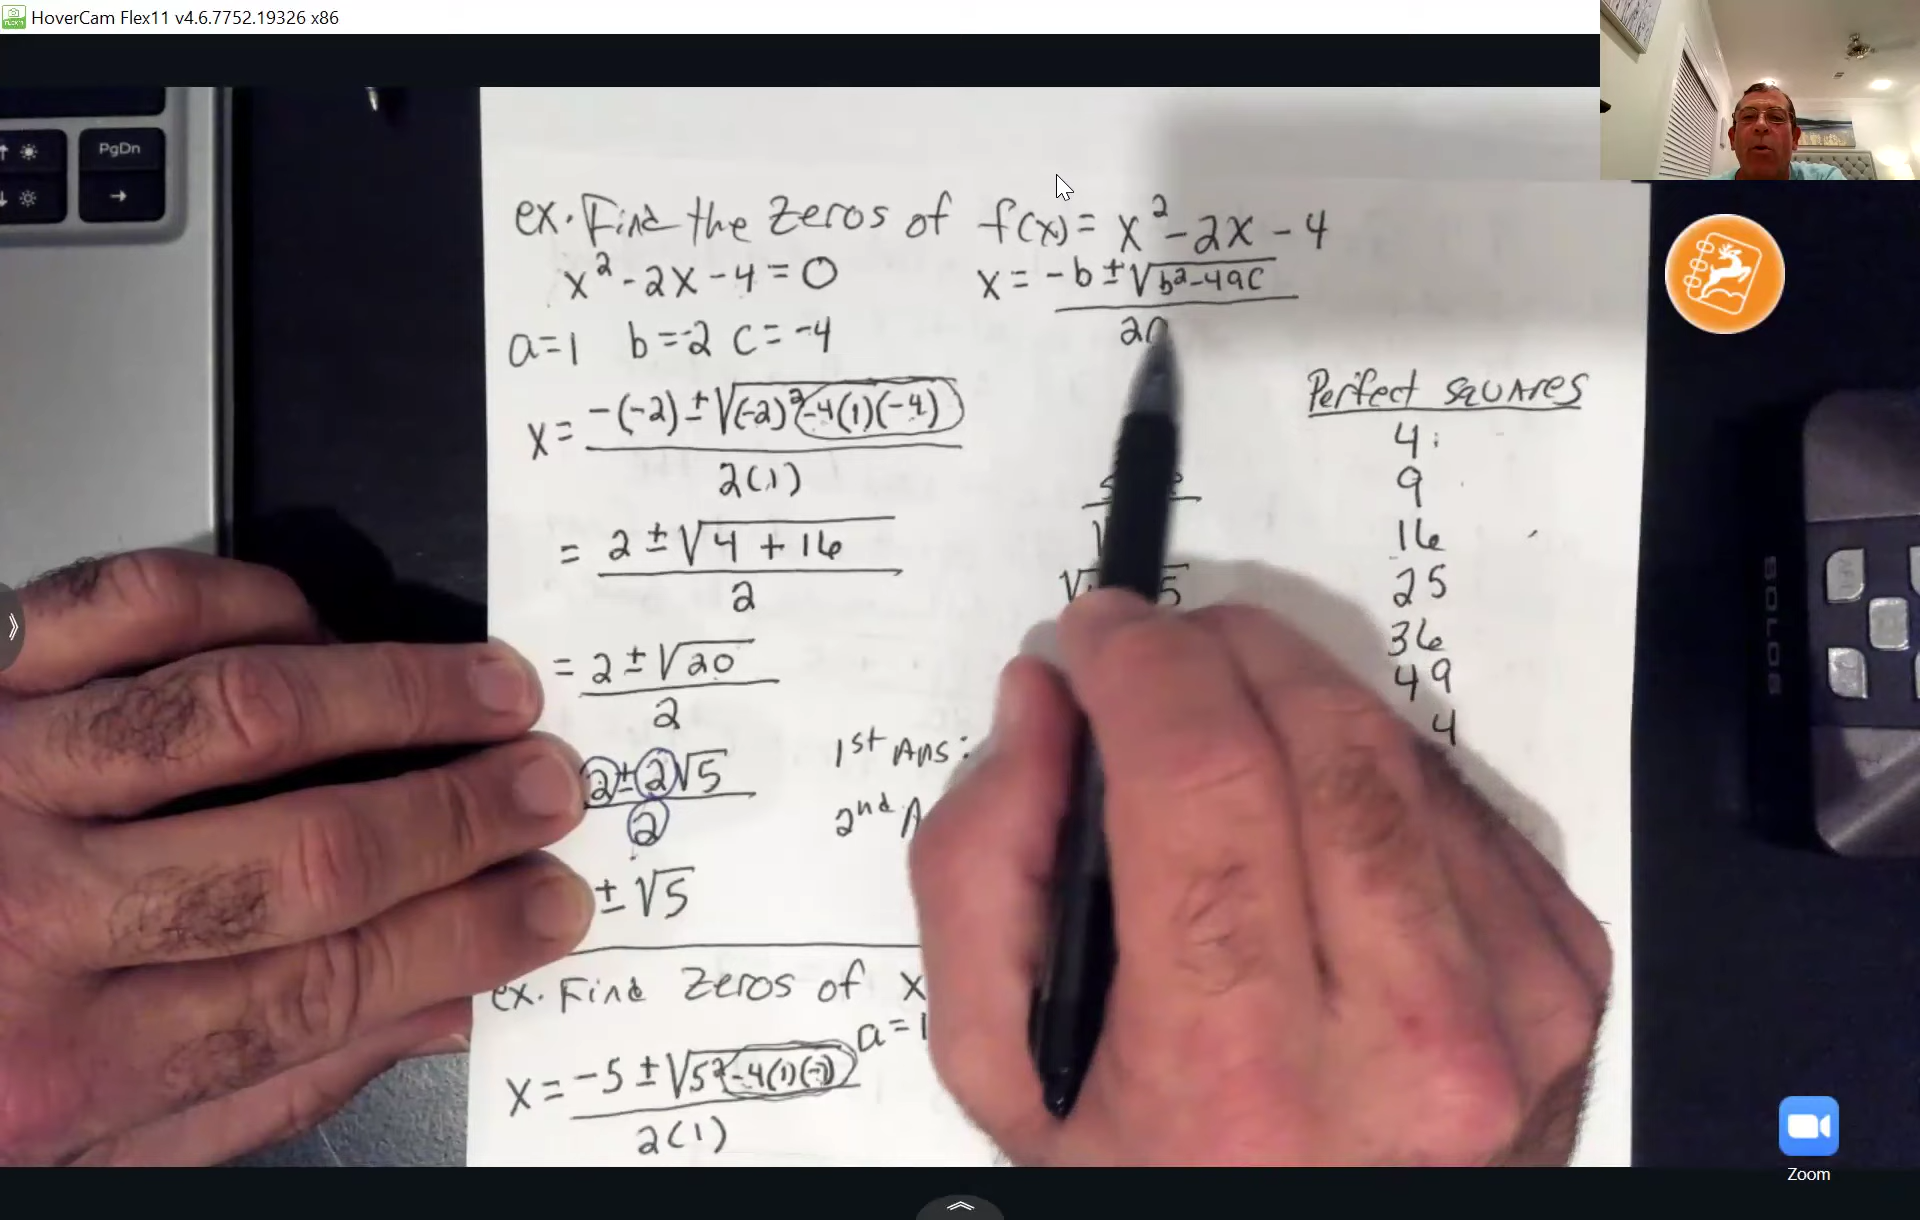 HoverCam Flex11 v4.6.7752.19326 x86
PgDn
ex. Find the zeros of f(x) = x² - 2x - 4
x² - 2x - 4 = 0
x = -b ± √b²-4ac
2a
a=1 b=-2 c=-4
x = -(-2) ± √(-2)²-4(1)(-4)
2(1)
= 2 ± √4 + 16
2
= 2 ± √20
2
2 ± 2√5
2
± √5
1st Ans:
2nd A
Perfect squares
4
9
16
25
36
49
4
ex. Find zeros of x
a=1
x = -5 ± √5²-4(1)(-7)
2(1)
SOLO8
Zoom